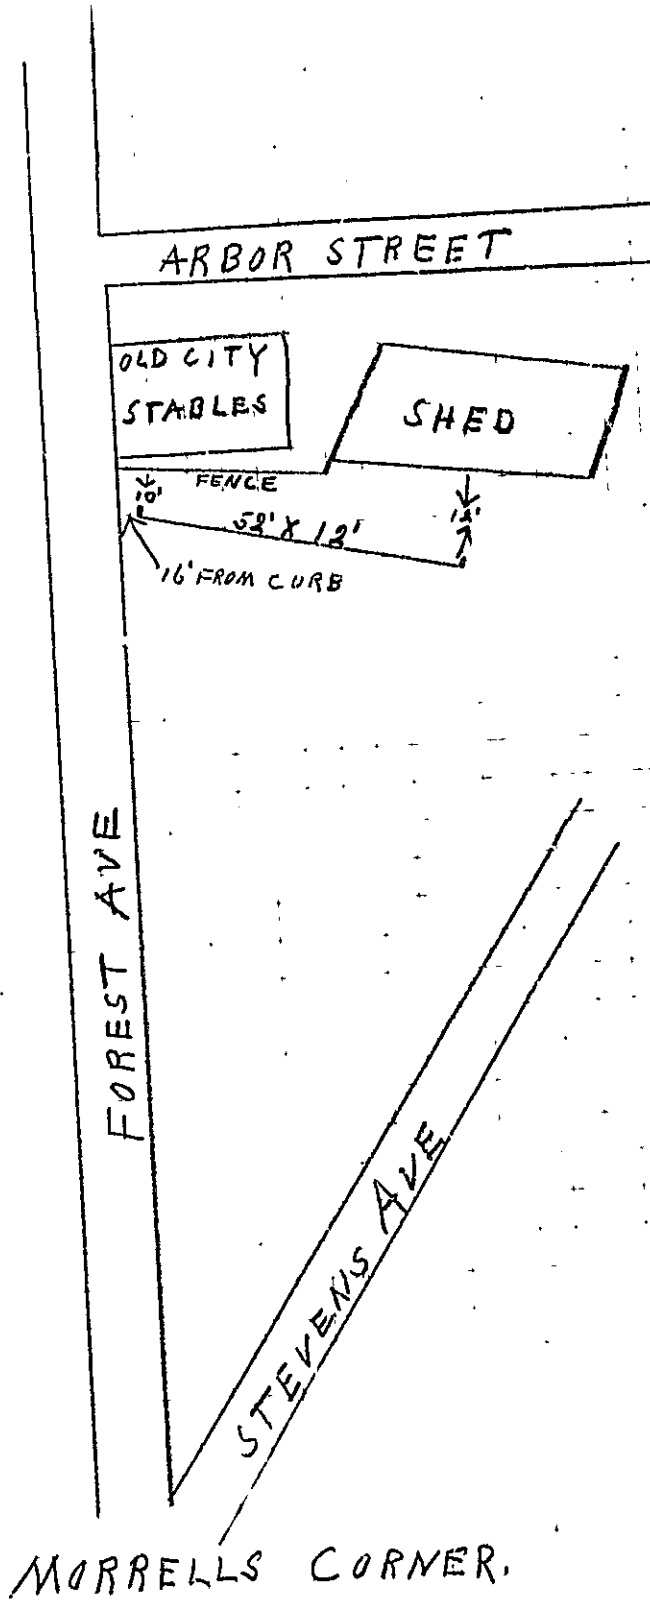 ARBOR STREET
OLD CITY
STABLES
SHED
FENCE
10'
12'
52' X 12'
16' FROM CURB
FOREST AVE
STEVENS AVE
MORRELLS CORNER.